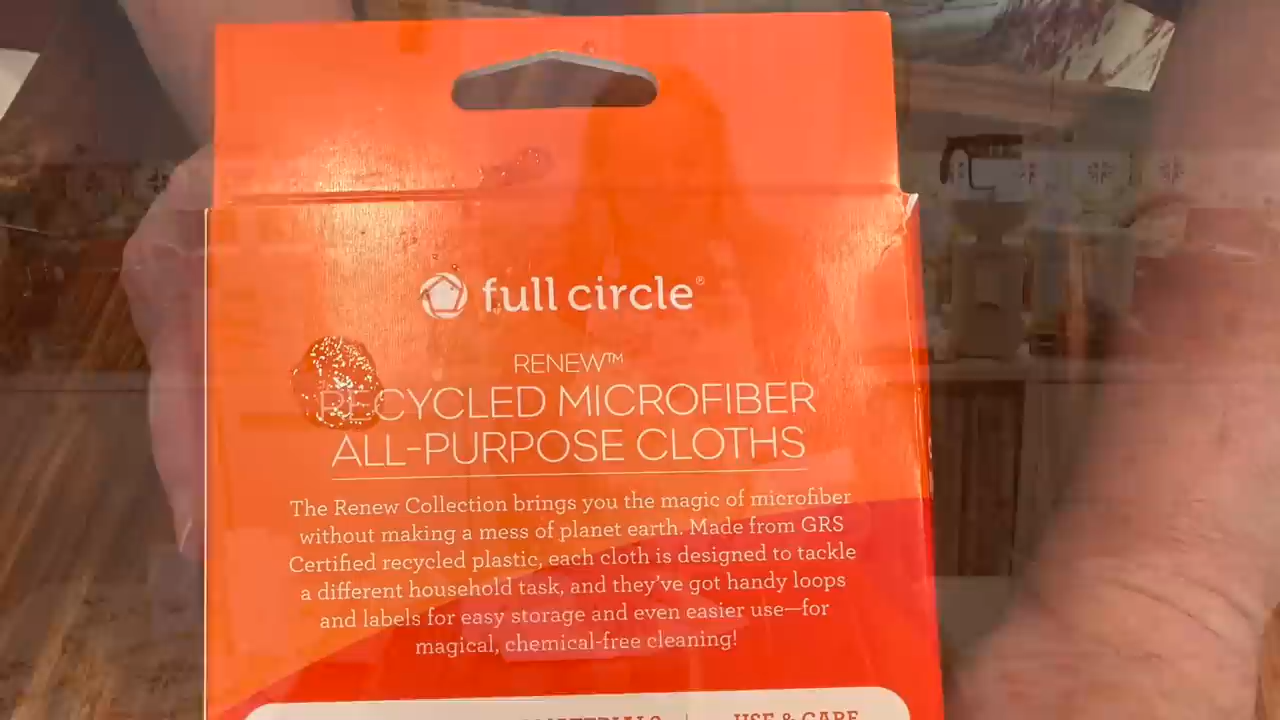 full circle®
RENEW™
RECYCLED MICROFIBER
ALL-PURPOSE CLOTHS
The Renew Collection brings you the magic of microfiber
without making a mess of planet earth. Made from GRS
Certified recycled plastic, each cloth is designed to tackle
a different household task, and they've got handy loops
and labels for easy storage and even easier use—for
magical, chemical-free cleaning!
USE & CARE